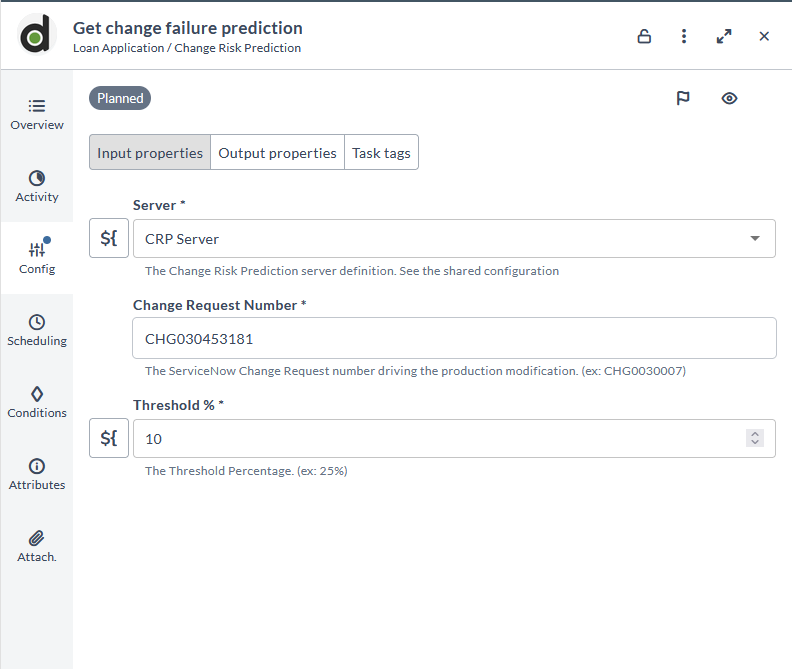 Get change failure prediction
Loan Application / Change Risk Prediction
Overview
Activity
Config
Scheduling
Conditions
Attributes
Attach.
Planned
Input properties
Output properties
Task tags
Server *
${
CRP Server
The Change Risk Prediction server definition. See the shared configuration
Change Request Number *
CHG030453181
The ServiceNow Change Request number driving the production modification. (ex: CHG0030007)
Threshold % *
${
10
The Threshold Percentage. (ex: 25%)